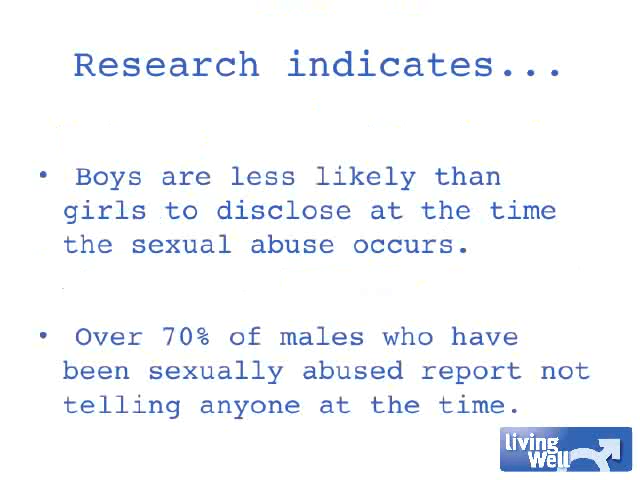 Research indicates...
• Boys are less likely than
girls to disclose at the time
the sexual abuse occurs.
• Over 70% of males who have
been sexually abused report not
telling anyone at the time.
living
Well